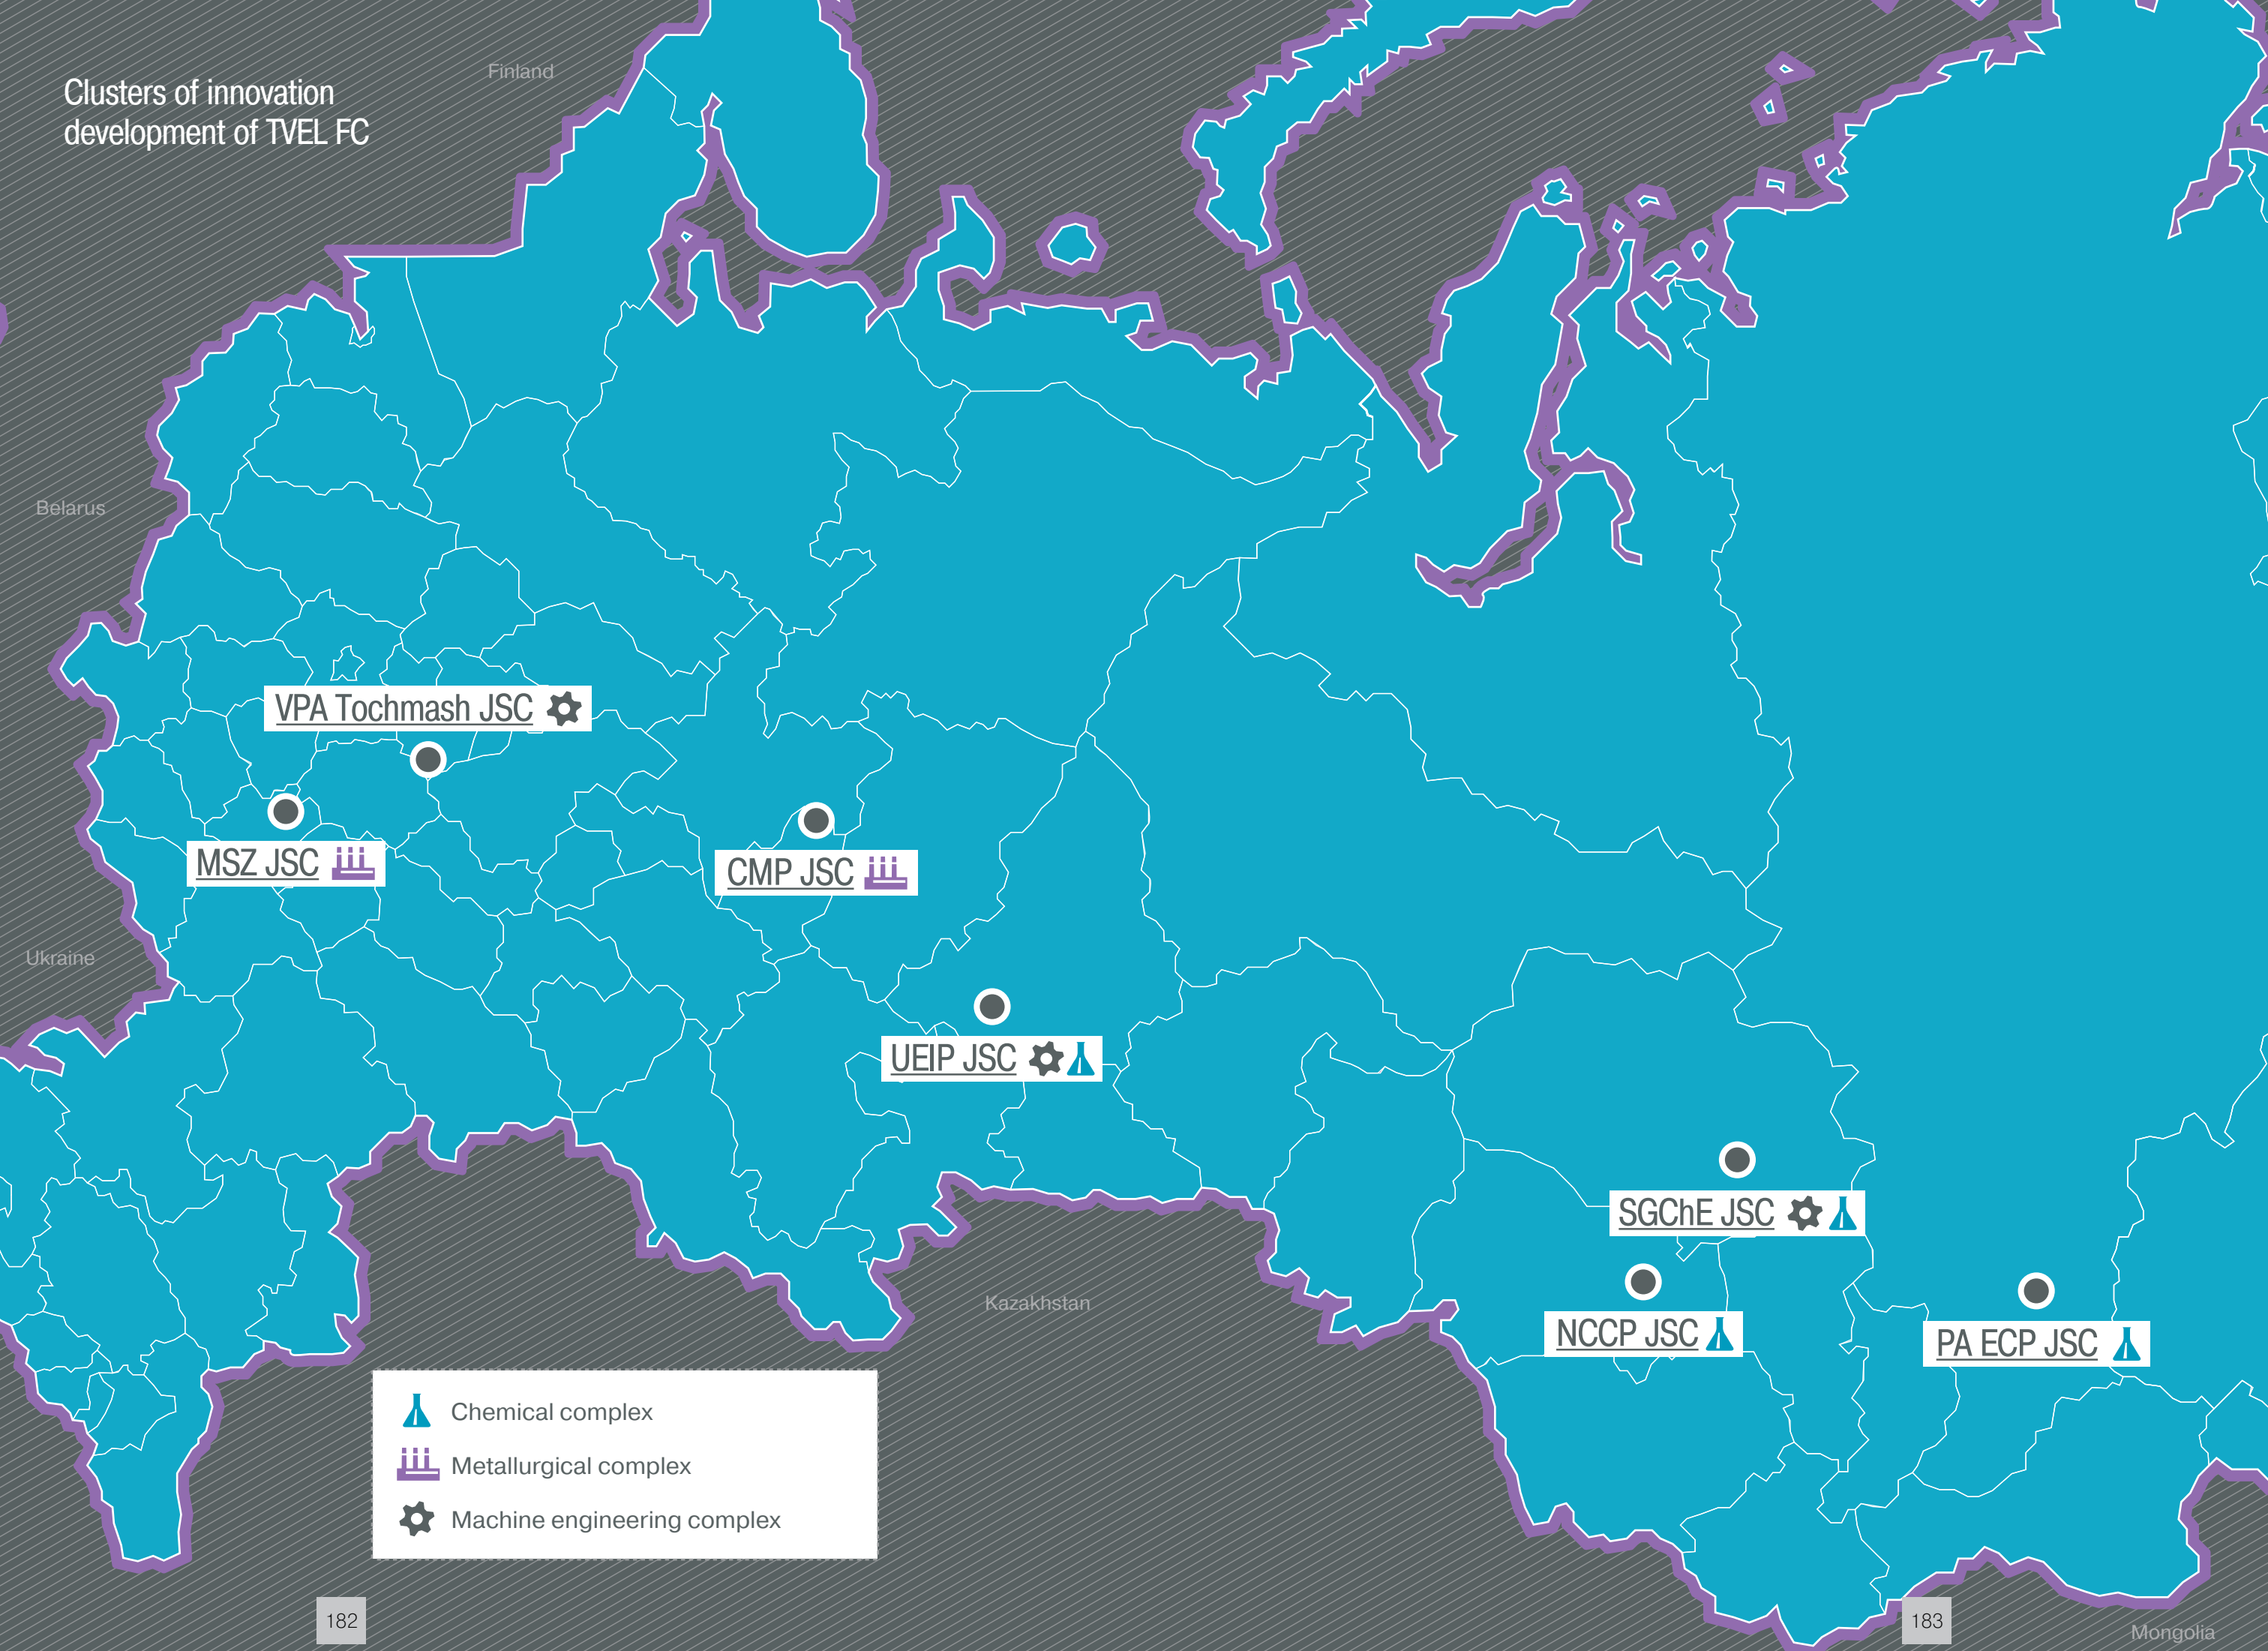 Clusters of innovation
development of TVEL FC
Finland
Belarus
VPA Tochmash JSC
MSZ JSC
CMP JSC
Ukraine
UEIP JSC
SGChE JSC
Kazakhstan
NCCP JSC
PA ECP JSC
Chemical complex
Metallurgical complex
Machine engineering complex
182
183
Mongolia